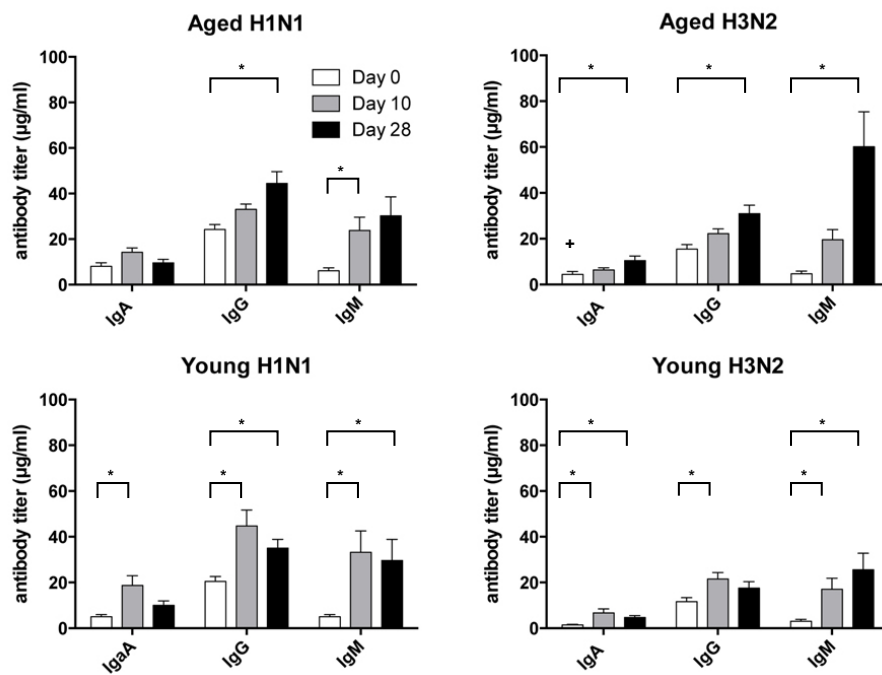 Aged H1N1
antibody titer (µg/ml)
100
80
60
40
20
0
*
*
Day 0
Day 10
Day 28
IgA
IgG
IgM
Aged H3N2
antibody titer (µg/ml)
100
80
60
40
20
0
*
*
*
+
IgA
IgG
IgM
Young H1N1
antibody titer (µg/ml)
100
80
60
40
20
0
*
*
*
*
*
IgaA
IgG
IgM
Young H3N2
antibody titer (µg/ml)
100
80
60
40
20
0
*
*
*
*
*
IgA
IgG
IgM